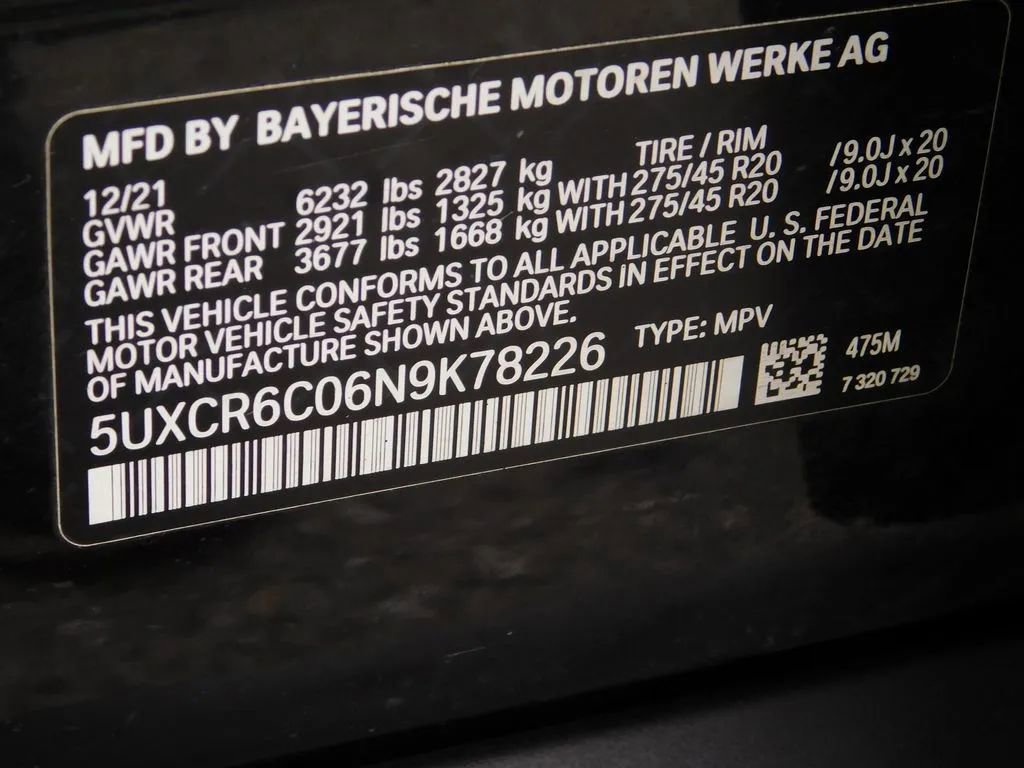 MFD BY BAYERISCHE MOTOREN WERKE AG
12/21 TIRE / RIM
GVWR 6232 lbs 2827 kg
GAWR FRONT 2921 lbs 1325 kg WITH 275/45 R20 /9.0J x 20
GAWR REAR 3677 lbs 1668 kg WITH 275/45 R20 /9.0J x 20
THIS VEHICLE CONFORMS TO ALL APPLICABLE U. S. FEDERAL
MOTOR VEHICLE SAFETY STANDARDS IN EFFECT ON THE DATE
OF MANUFACTURE SHOWN ABOVE.
5UXCR6C06N9K78226 TYPE: MPV
475M
7 320 729